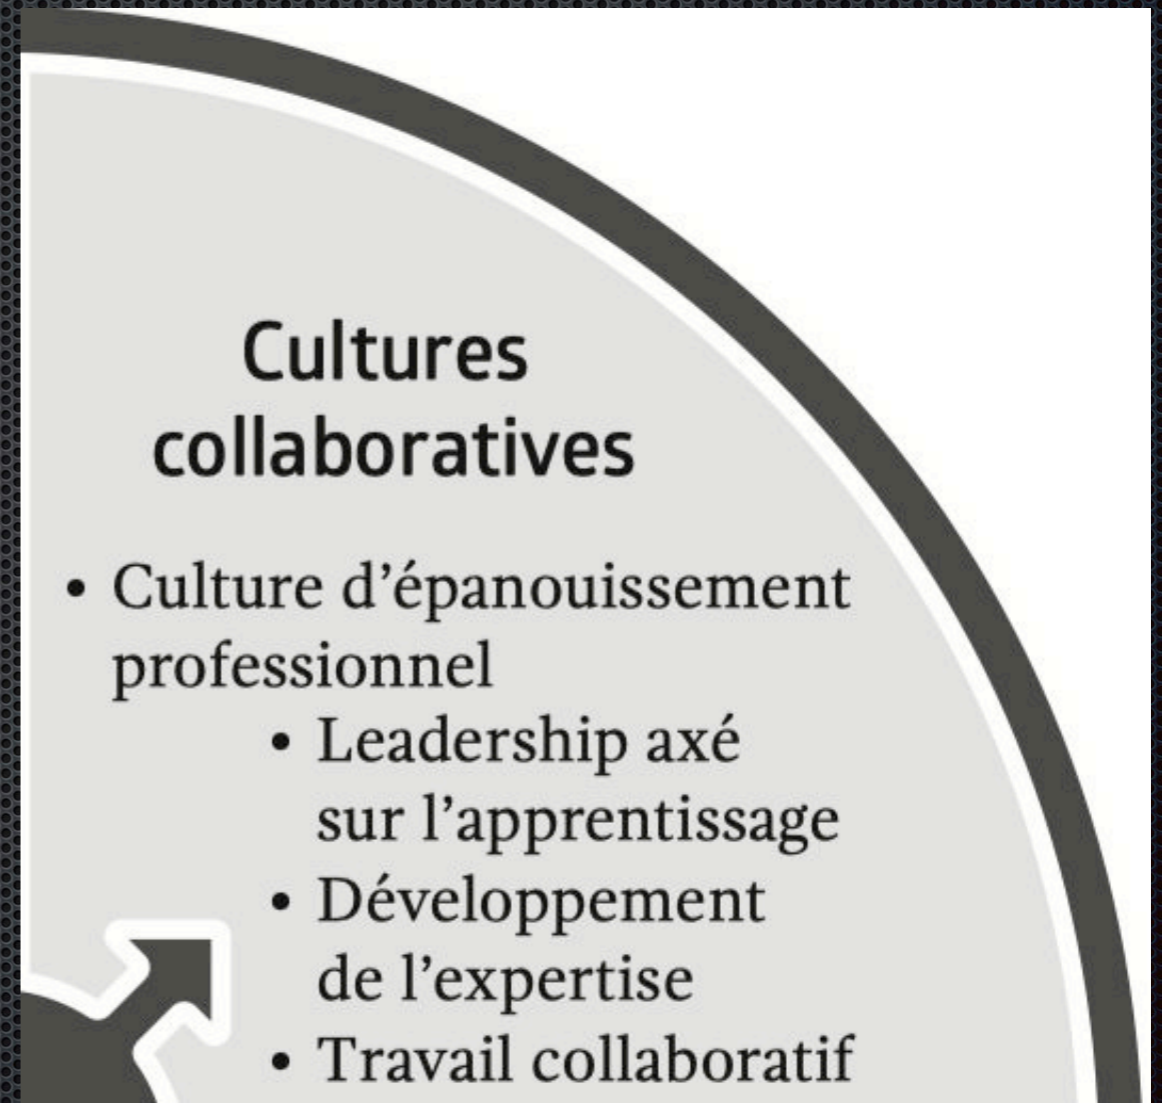 Cultures
collaboratives
• Culture d’épanouissement
professionnel
• Leadership axé
sur l’apprentissage
• Développement
de l’expertise
• Travail collaboratif